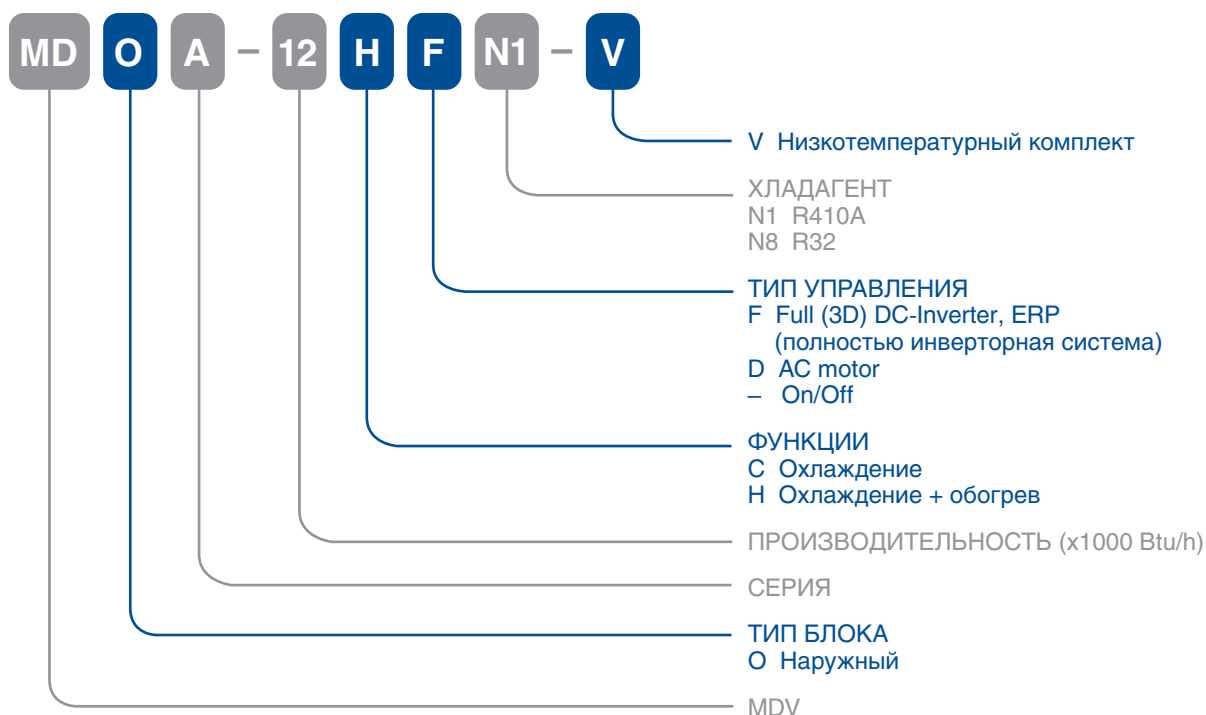 MD O A – 12 H F N1 – V
V Низкотемпературный комплект
ХЛАДАГЕНТ
N1 R410A
N8 R32
ТИП УПРАВЛЕНИЯ
F Full (3D) DC-Inverter, ERP
(полностью инверторная система)
D AC motor
– On/Off
ФУНКЦИИ
C Охлаждение
H Охлаждение + обогрев
ПРОИЗВОДИТЕЛЬНОСТЬ (x1000 Btu/h)
СЕРИЯ
ТИП БЛОКА
O Наружный
MDV